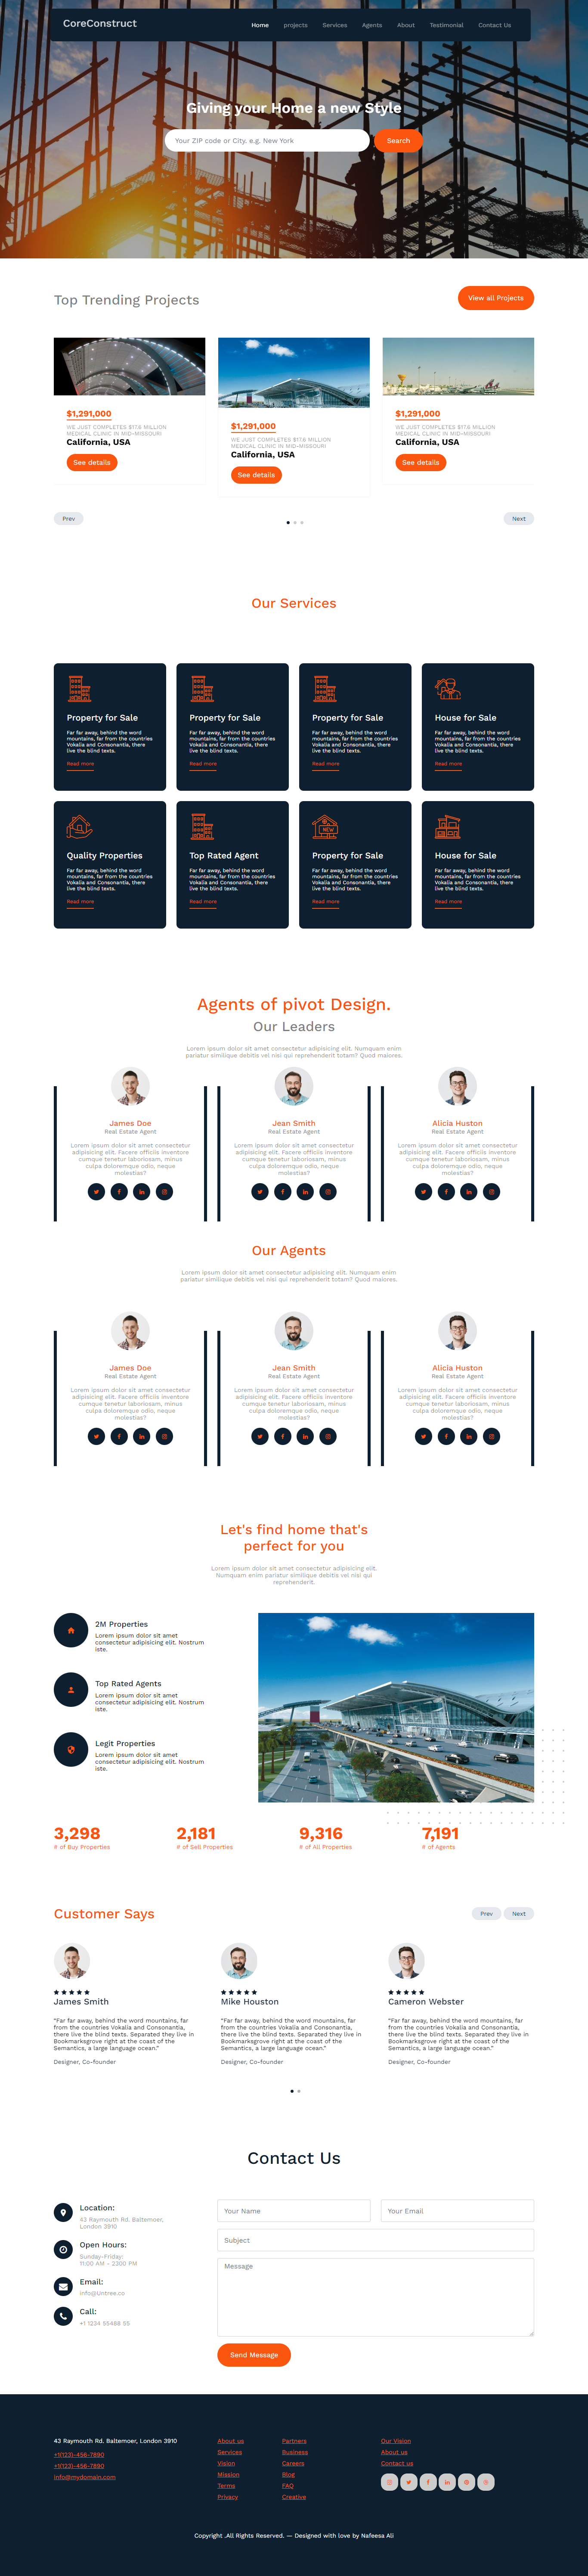 CoreConstruct
Home projects Services Agents About Testimonial Contact Us
Giving your Home a new Style
Your ZIP code or City. e.g. New York Search
Top Trending Projects View all Projects
$1,291,000
WE JUST COMPLETES $17.6 MILLION
MEDICAL CLINIC IN MID-MISSOURI
California, USA
See details
$1,291,000
WE JUST COMPLETES $17.6 MILLION
MEDICAL CLINIC IN MID-MISSOURI
California, USA
See details
$1,291,000
WE JUST COMPLETES $17.6 MILLION
MEDICAL CLINIC IN MID-MISSOURI
California, USA
See details
Prev Next
Our Services
Property for Sale
Far far away, behind the word
mountains, far from the countries
Vokalia and Consonantia, there
live the blind texts.
Read more
Property for Sale
Far far away, behind the word
mountains, far from the countries
Vokalia and Consonantia, there
live the blind texts.
Read more
Property for Sale
Far far away, behind the word
mountains, far from the countries
Vokalia and Consonantia, there
live the blind texts.
Read more
House for Sale
Far far away, behind the word
mountains, far from the countries
Vokalia and Consonantia, there
live the blind texts.
Read more
Quality Properties
Far far away, behind the word
mountains, far from the countries
Vokalia and Consonantia, there
live the blind texts.
Read more
Top Rated Agent
Far far away, behind the word
mountains, far from the countries
Vokalia and Consonantia, there
live the blind texts.
Read more
NEW
Property for Sale
Far far away, behind the word
mountains, far from the countries
Vokalia and Consonantia, there
live the blind texts.
Read more
House for Sale
Far far away, behind the word
mountains, far from the countries
Vokalia and Consonantia, there
live the blind texts.
Read more
Agents of pivot Design.
Our Leaders
Lorem ipsum dolor sit amet consectetur adipisicing elit. Numquam enim
pariatur similique debitis vel nisi qui reprehenderit totam? Quod maiores.
James Doe
Real Estate Agent
Lorem ipsum dolor sit amet consectetur
adipisicing elit. Facere officiis inventore
cumque tenetur laboriosam, minus
culpa doloremque odio, neque
molestias?
Jean Smith
Real Estate Agent
Lorem ipsum dolor sit amet consectetur
adipisicing elit. Facere officiis inventore
cumque tenetur laboriosam, minus
culpa doloremque odio, neque
molestias?
Alicia Huston
Real Estate Agent
Lorem ipsum dolor sit amet consectetur
adipisicing elit. Facere officiis inventore
cumque tenetur laboriosam, minus
culpa doloremque odio, neque
molestias?
Our Agents
Lorem ipsum dolor sit amet consectetur adipisicing elit. Numquam enim
pariatur similique debitis vel nisi qui reprehenderit totam? Quod maiores.
James Doe
Real Estate Agent
Lorem ipsum dolor sit amet consectetur
adipisicing elit. Facere officiis inventore
cumque tenetur laboriosam, minus
culpa doloremque odio, neque
molestias?
Jean Smith
Real Estate Agent
Lorem ipsum dolor sit amet consectetur
adipisicing elit. Facere officiis inventore
cumque tenetur laboriosam, minus
culpa doloremque odio, neque
molestias?
Alicia Huston
Real Estate Agent
Lorem ipsum dolor sit amet consectetur
adipisicing elit. Facere officiis inventore
cumque tenetur laboriosam, minus
culpa doloremque odio, neque
molestias?
Let's find home that's
perfect for you
Lorem ipsum dolor sit amet consectetur adipisicing elit.
Numquam enim pariatur similique debitis vel nisi qui
reprehenderit.
2M Properties
Lorem ipsum dolor sit amet
consectetur adipisicing elit. Nostrum
iste.
Top Rated Agents
Lorem ipsum dolor sit amet
consectetur adipisicing elit. Nostrum
iste.
Legit Properties
Lorem ipsum dolor sit amet
consectetur adipisicing elit. Nostrum
iste.
3,298
# of Buy Properties
2,181
# of Sell Properties
9,316
# of All Properties
7,191
# of Agents
Customer Says Prev Next
James Smith
“Far far away, behind the word mountains, far
from the countries Vokalia and Consonantia,
there live the blind texts. Separated they live in
Bookmarksgrove right at the coast of the
Semantics, a large language ocean.”
Designer, Co-founder
Mike Houston
“Far far away, behind the word mountains, far
from the countries Vokalia and Consonantia,
there live the blind texts. Separated they live in
Bookmarksgrove right at the coast of the
Semantics, a large language ocean.”
Designer, Co-founder
Cameron Webster
“Far far away, behind the word mountains, far
from the countries Vokalia and Consonantia,
there live the blind texts. Separated they live in
Bookmarksgrove right at the coast of the
Semantics, a large language ocean.”
Designer, Co-founder
Contact Us
Location:
43 Raymouth Rd. Baltemoer,
London 3910
Open Hours:
Sunday-Friday:
11:00 AM - 2300 PM
Email:
info@Untree.co
Call:
+1 1234 55488 55
Your Name Your Email
Subject
Message
Send Message
43 Raymouth Rd. Baltemoer, London 3910
+1(123)-456-7890
+1(123)-456-7890
info@mydomain.com
About us
Services
Vision
Mission
Terms
Privacy
Partners
Business
Careers
Blog
FAQ
Creative
Our Vision
About us
Contact us
Copyright .All Rights Reserved. — Designed with love by Nafeesa Ali